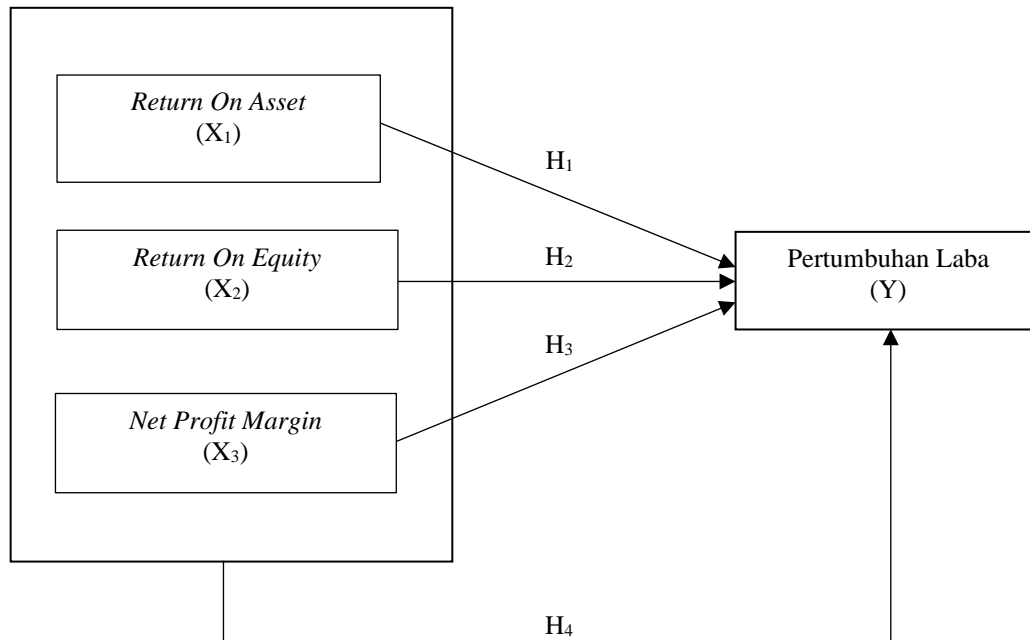 Return On Asset
(X₁)
H₁
Return On Equity
(X₂)
H₂
Pertumbuhan Laba
(Y)
H₃
Net Profit Margin
(X₃)
H₄